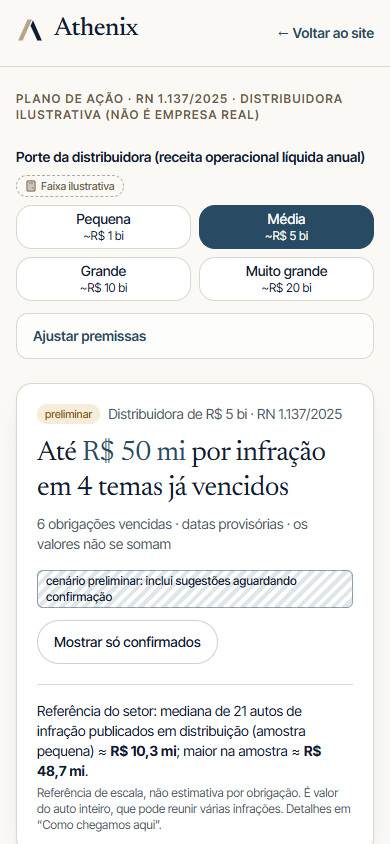 Athenix
← Voltar ao site
PLANO DE AÇÃO · RN 1.137/2025 · DISTRIBUIDORA
ILUSTRATIVA (NÃO É EMPRESA REAL)
Porte da distribuidora (receita operacional líquida anual)
Faixa ilustrativa
Pequena
~R$ 1 bi
Média
~R$ 5 bi
Grande
~R$ 10 bi
Muito grande
~R$ 20 bi
Ajustar premissas
preliminar Distribuidora de R$ 5 bi · RN 1.137/2025
Até R$ 50 mi por infração
em 4 temas já vencidos
6 obrigações vencidas · datas provisórias · os
valores não se somam
cenário preliminar: inclui sugestões aguardando
confirmação
Mostrar só confirmados
Referência do setor: mediana de 21 autos de
infração publicados em distribuição (amostra
pequena) ≈ R$ 10,3 mi; maior na amostra ≈ R$
48,7 mi.
Referência de escala, não estimativa por obrigação. É valor
do auto inteiro, que pode reunir várias infrações. Detalhes em
“Como chegamos aqui”.